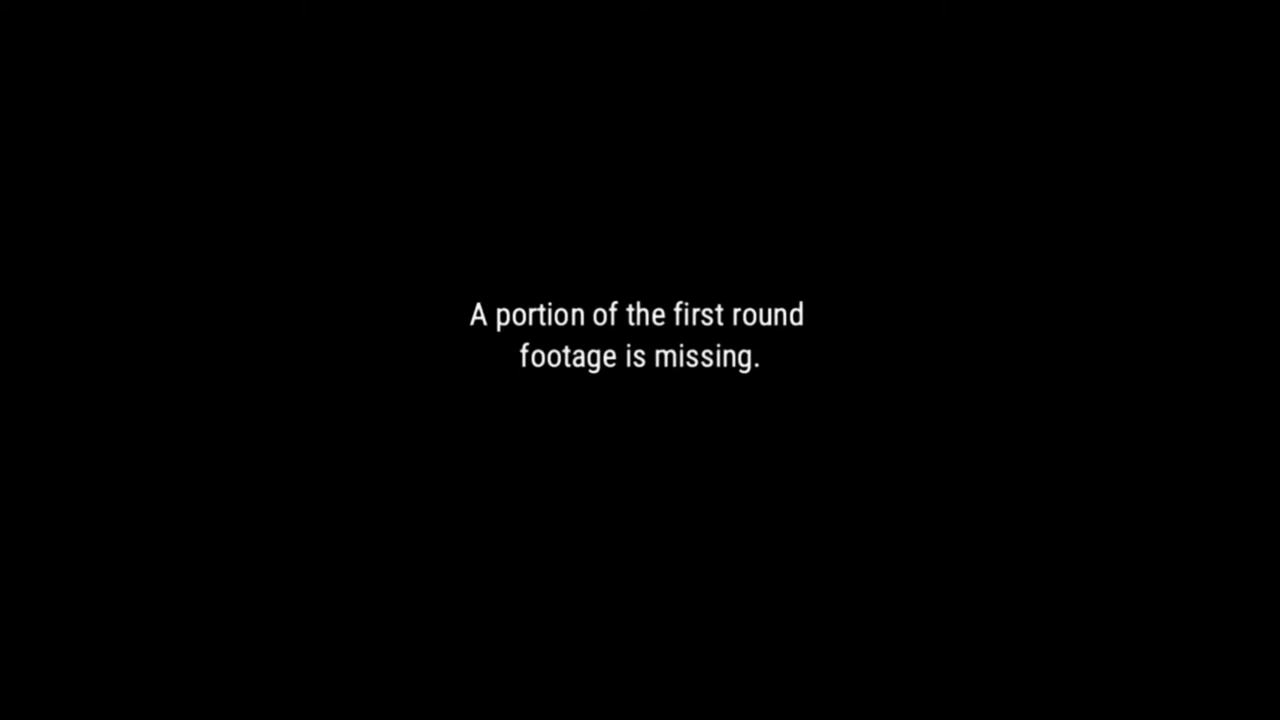 A portion of the first round
footage is missing.